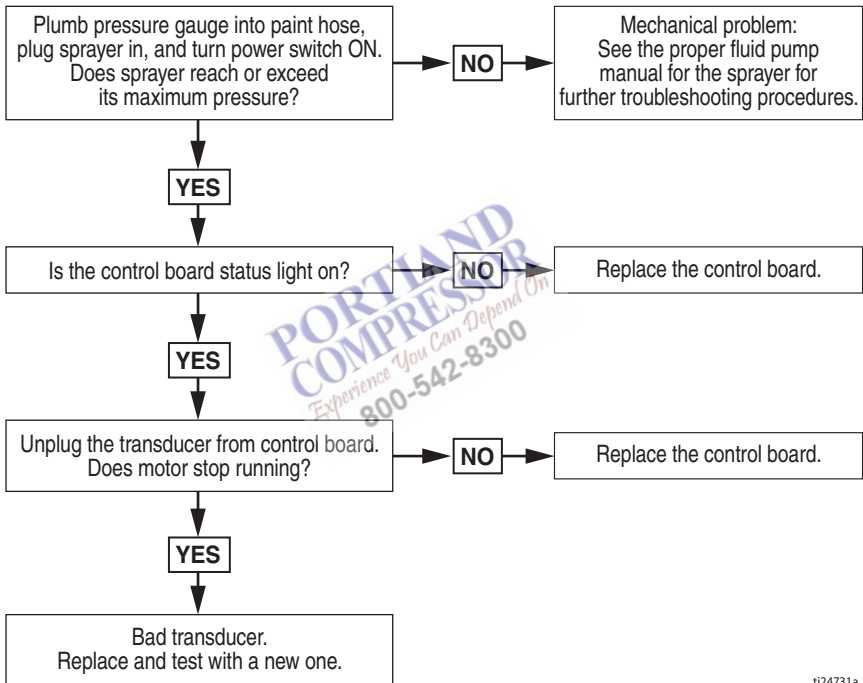 Plumb pressure gauge into paint hose,
plug sprayer in, and turn power switch ON.
Does sprayer reach or exceed
its maximum pressure?
NO
Mechanical problem:
See the proper fluid pump
manual for the sprayer for
further troubleshooting procedures.
YES
Is the control board status light on?
NO
Replace the control board.
YES
Unplug the transducer from control board.
Does motor stop running?
NO
Replace the control board.
YES
Bad transducer.
Replace and test with a new one.
PORTLAND
COMPRESSOR
Experience You Can Depend On
800-542-8300
ti24731a